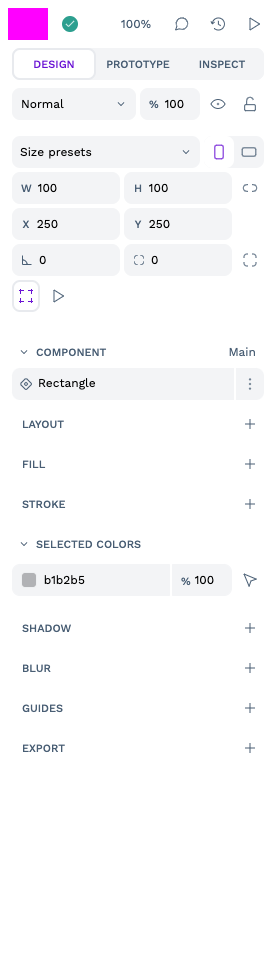 100%
DESIGN PROTOTYPE INSPECT
Normal % 100
Size presets
W 100 H 100
X 250 Y 250
0 0
COMPONENT Main
Rectangle
LAYOUT
FILL
STROKE
SELECTED COLORS
b1b2b5 % 100
SHADOW
BLUR
GUIDES
EXPORT